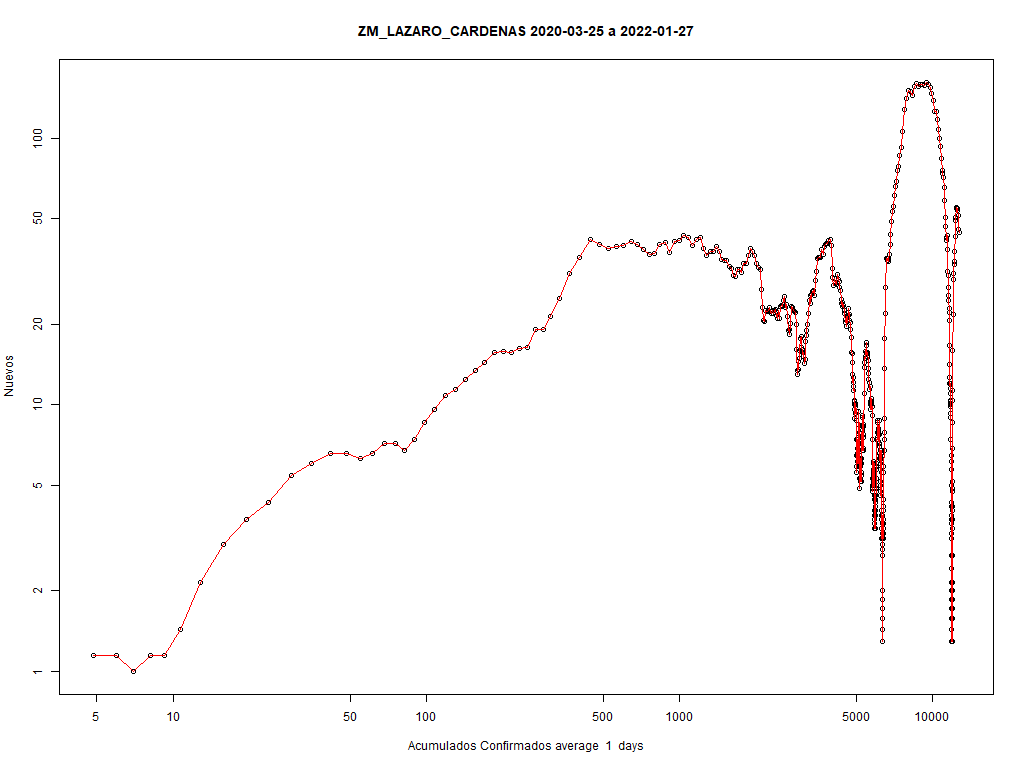 ZM_LAZARO_CARDENAS 2020-03-25 a 2022-01-27
100
50
20
10
5
2
1
Nuevos
5 10 50 100 500 1000 5000 10000
Acumulados Confirmados average 1 days